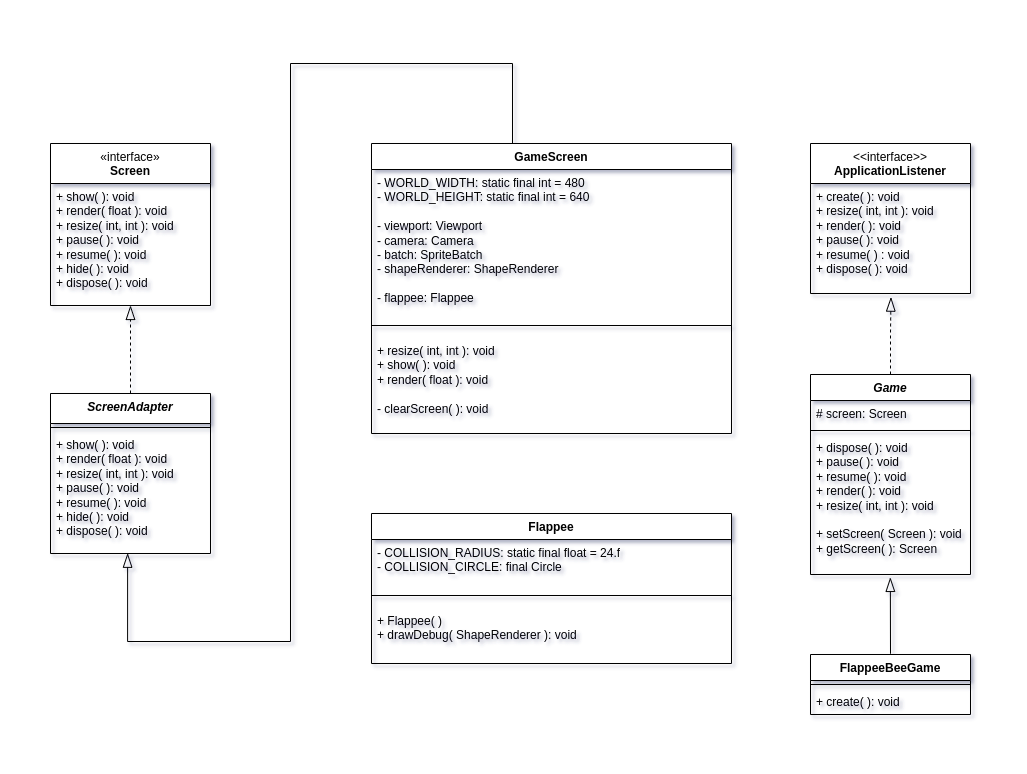 «interface»
Screen
+ show( ): void
+ render( float ): void
+ resize( int, int ): void
+ pause( ): void
+ resume( ): void
+ hide( ): void
+ dispose( ): void
ScreenAdapter
+ show( ): void
+ render( float ): void
+ resize( int, int ): void
+ pause( ): void
+ resume( ): void
+ hide( ): void
+ dispose( ): void
GameScreen
- WORLD_WIDTH: static final int = 480
- WORLD_HEIGHT: static final int = 640
- viewport: Viewport
- camera: Camera
- batch: SpriteBatch
- shapeRenderer: ShapeRenderer
- flappee: Flappee
+ resize( int, int ): void
+ show( ): void
+ render( float ): void
- clearScreen( ): void
Flappee
- COLLISION_RADIUS: static final float = 24.f
- COLLISION_CIRCLE: final Circle
+ Flappee( )
+ drawDebug( ShapeRenderer ): void
<<interface>>
ApplicationListener
+ create( ): void
+ resize( int, int ): void
+ render( ): void
+ pause( ): void
+ resume( ) : void
+ dispose( ): void
Game
# screen: Screen
+ dispose( ): void
+ pause( ): void
+ resume( ): void
+ render( ): void
+ resize( int, int ): void
+ setScreen( Screen ): void
+ getScreen( ): Screen
FlappeeBeeGame
+ create( ): void